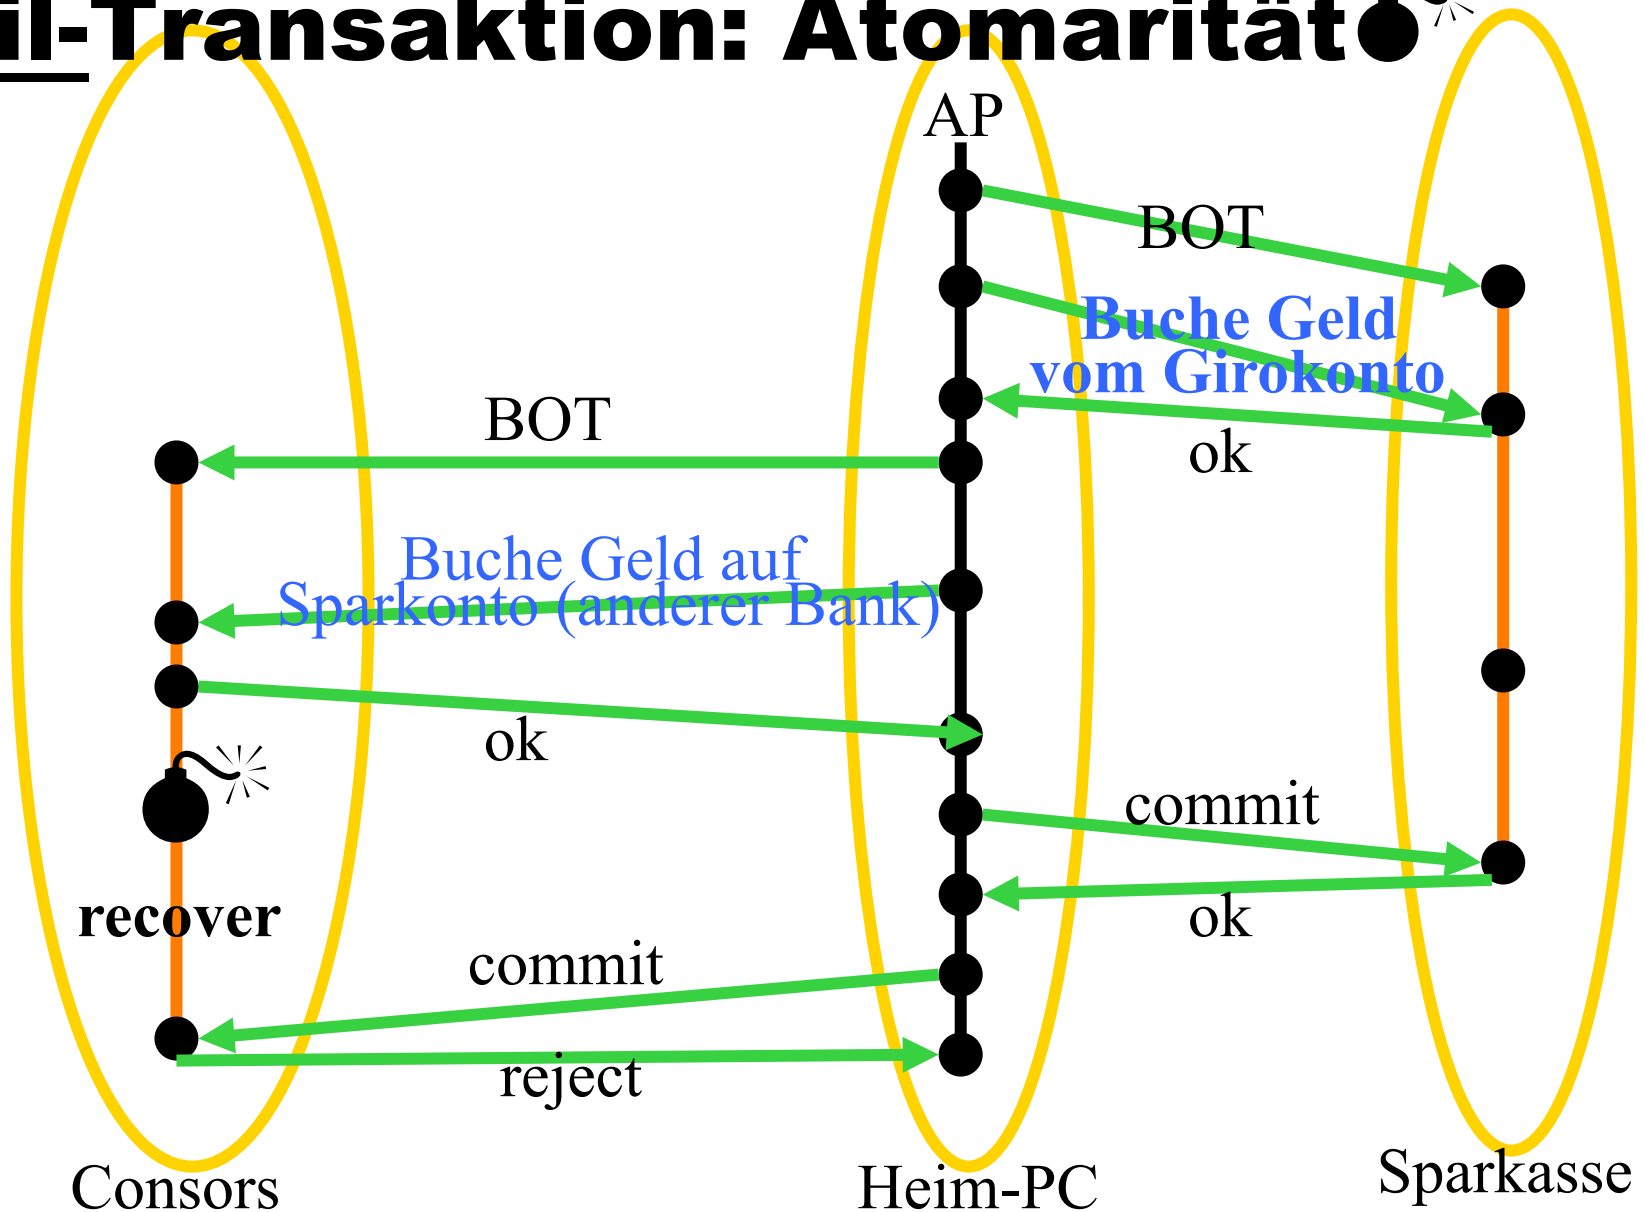 il-Transaktion: Atomarität
AP
BOT
Buche Geld
vom Girokonto
BOT
ok
Buche Geld auf
Sparkonto (anderer Bank)
ok
commit
recover
ok
commit
reject
Consors
Heim-PC
Sparkasse